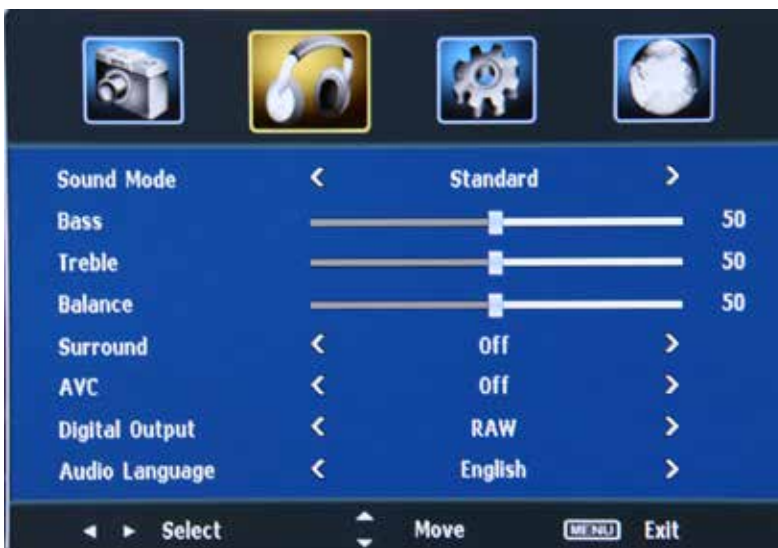 Sound Mode < Standard >
Bass 50
Treble 50
Balance 50
Surround < Off >
AVC < Off >
Digital Output < RAW >
Audio Language < English >
◄ ► Select Move MENU Exit